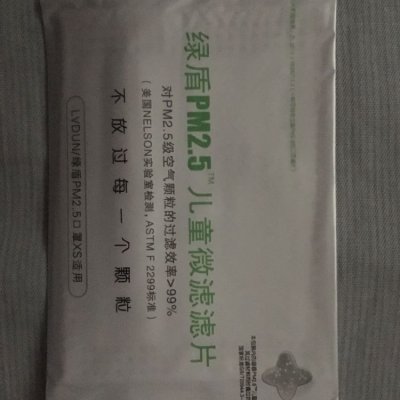 绿盾PM2.5™儿童微滤滤片
对PM2.5级空气颗粒的过滤效率>99%
(美国NELSON实验室检测, ASTM F 2299标准)
不放过每一个颗粒
LVDUN/绿盾PM2.5口罩XS适用